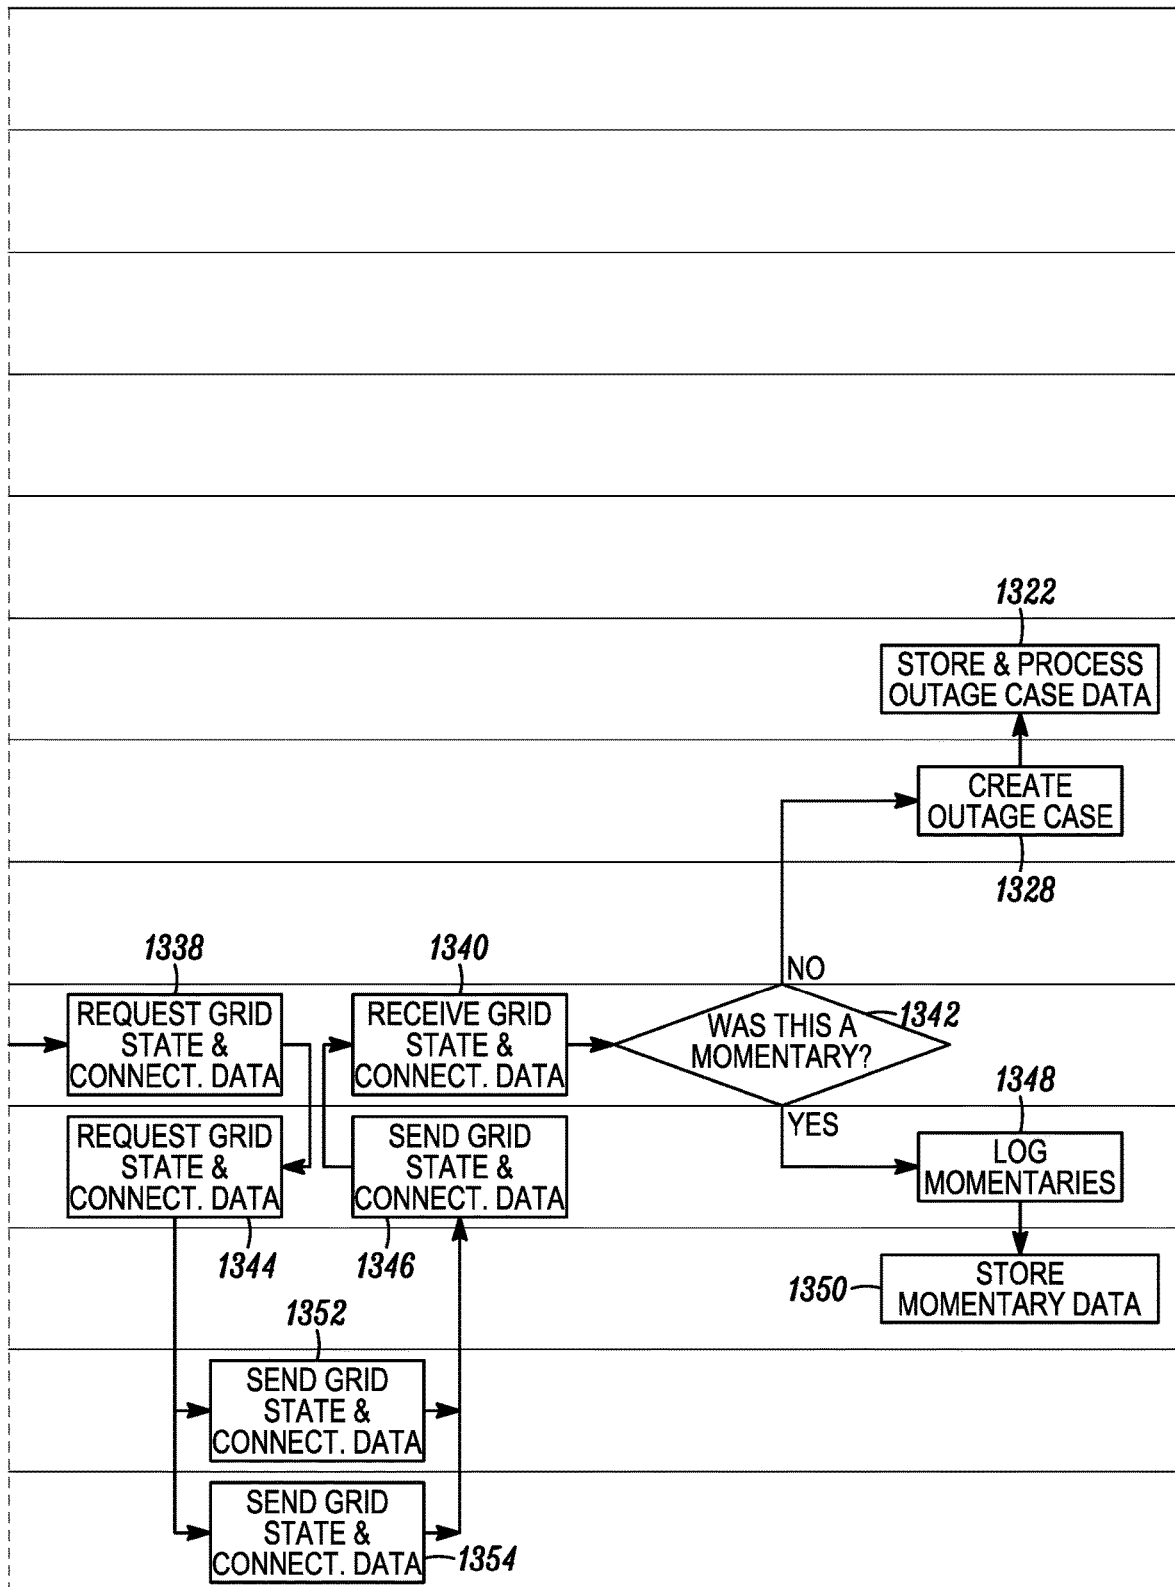 1322
STORE & PROCESS
OUTAGE CASE DATA
CREATE
OUTAGE CASE
1328
1338
REQUEST GRID
STATE &
CONNECT. DATA
1340
RECEIVE GRID
STATE &
CONNECT. DATA
NO
WAS THIS A
MOMENTARY?
1342
YES
REQUEST GRID
STATE &
CONNECT. DATA
1344
SEND GRID
STATE &
CONNECT. DATA
1346
1348
LOG
MOMENTARIES
1350
STORE
MOMENTARY DATA
1352
SEND GRID
STATE &
CONNECT. DATA
SEND GRID
STATE &
CONNECT. DATA
1354